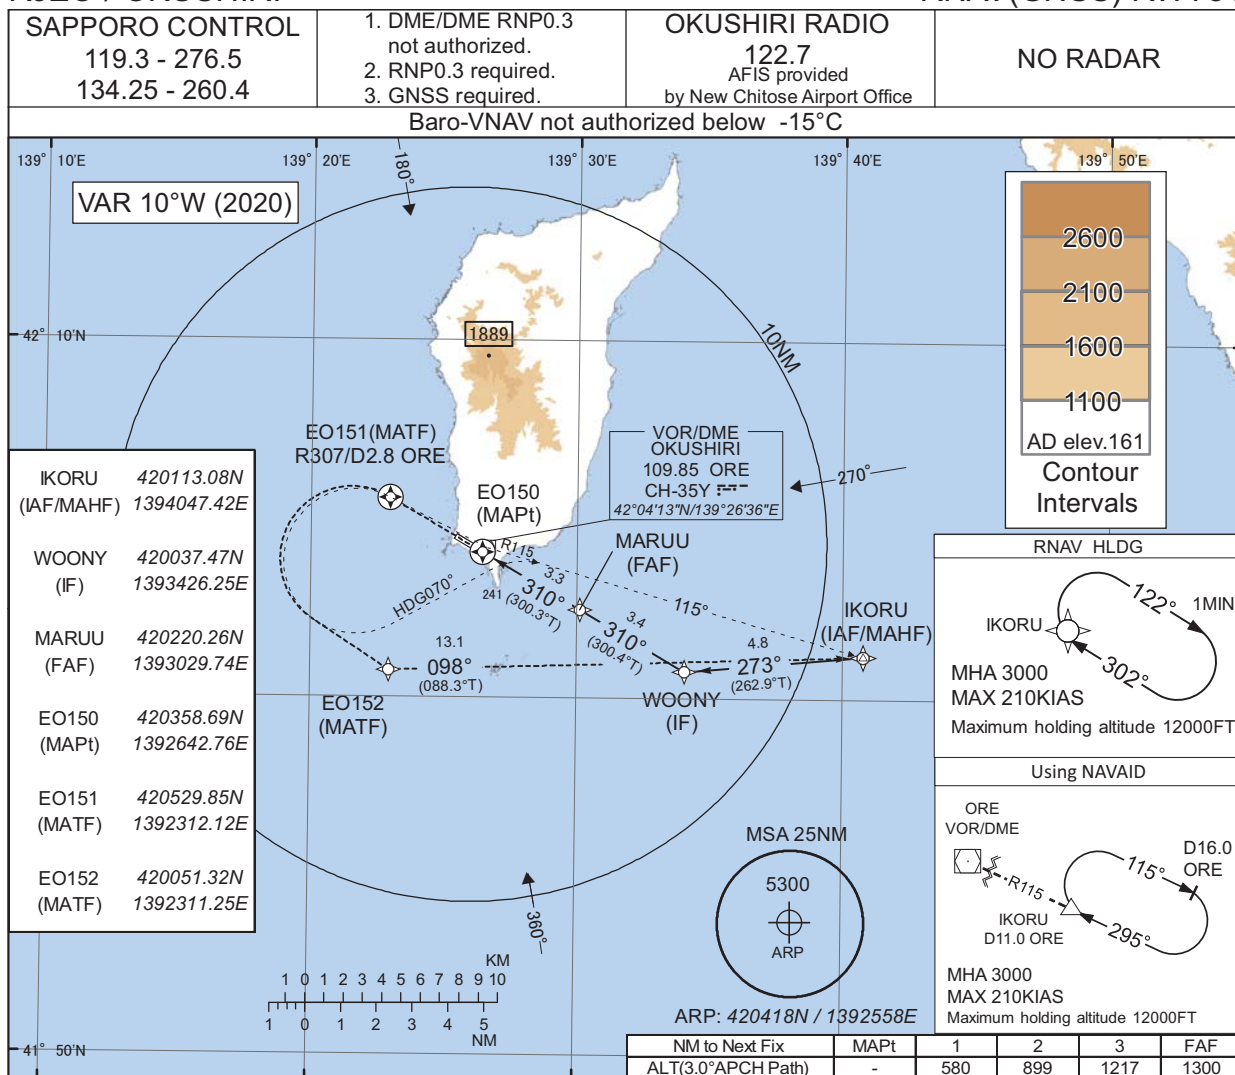 SAPPORO CONTROL
119.3 - 276.5
134.25 - 260.4
1. DME/DME RNP0.3
not authorized.
2. RNP0.3 required.
3. GNSS required.
OKUSHIRI RADIO
122.7
AFIS provided
by New Chitose Airport Office
NO RADAR
Baro-VNAV not authorized below -15°C
139° 10'E
139° 20'E
139° 30'E
139° 40'E
139° 50'E
VAR 10°W (2020)
180°
2600
2100
1600
1100
AD elev.161
Contour
Intervals
42° 10'N
1889
10NM
EO151(MATF)
R307/D2.8 ORE
VOR/DME
OKUSHIRI
109.85 ORE
CH-35Y
42°04'13"N/139°26'36"E
270°
EO150
(MAPt)
MARUU
(FAF)
IKORU
(IAF/MAHF)
420113.08N
1394047.42E
WOONY
(IF)
420037.47N
1393426.25E
MARUU
(FAF)
420220.26N
1393029.74E
EO150
(MAPt)
420358.69N
1392642.76E
EO151
(MATF)
420529.85N
1392312.12E
EO152
(MATF)
420051.32N
1392311.25E
R115
3.3
310°
(300.3°T)
241
HDG070°
115°
3.4
310°
(300.4°T)
IKORU
(IAF/MAHF)
13.1
098°
(088.3°T)
4.8
273°
(262.9°T)
EO152
(MATF)
WOONY
(IF)
RNAV HLDG
122°
1MIN
IKORU
302°
MHA 3000
MAX 210KIAS
Maximum holding altitude 12000FT
Using NAVAID
ORE
VOR/DME
D16.0
ORE
115°
R115
IKORU
D11.0 ORE
295°
MHA 3000
MAX 210KIAS
Maximum holding altitude 12000FT
MSA 25NM
5300
ARP
360°
KM
1 0 1 2 3 4 5 6 7 8 9 10
1 0 1 2 3 4 5
NM
ARP: 420418N / 1392558E
41° 50'N
NM to Next Fix MAPt 1 2 3 FAF
ALT(3.0°APCH Path) - 580 899 1217 1300